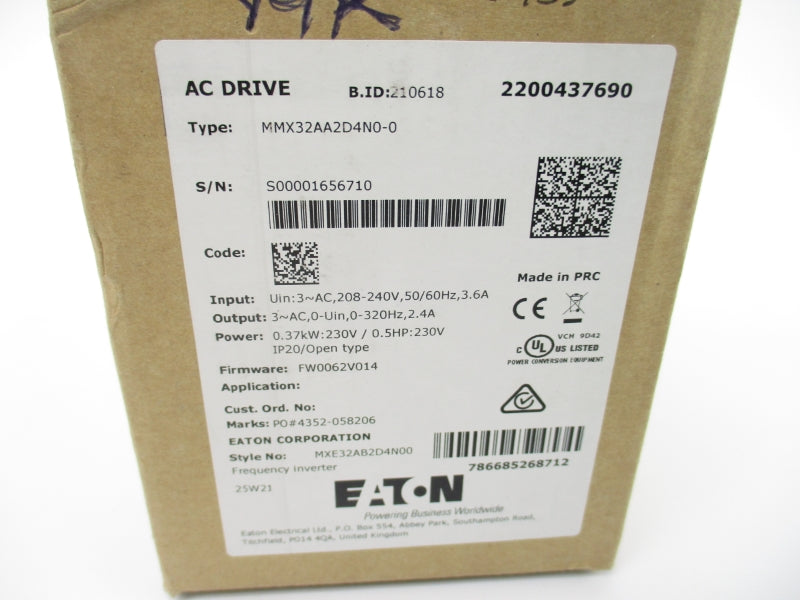 AC DRIVE B.ID:210618 2200437690
Type: MMX32AA2D4N0-0
S/N: S00001656710
Code:
Made in PRC
Input: Uin:3~AC,208-240V,50/60Hz,3.6A
Output: 3~AC,0-Uin,0-320Hz,2.4A
CE
Power: 0.37kW:230V / 0.5HP:230V
IP20/Open type
VCM 9D42
c UL US LISTED
POWER CONVERSION EQUIPMENT
Firmware: FW0062V014
Application:
Cust. Ord. No:
Marks: PO#4352-058206
EATON CORPORATION
Style No: MXE32AB2D4N00
Frequency inverter
786685268712
25W21
EATON
Powering Business Worldwide
Eaton Electrical Ltd., P.O. Box 554, Abbey Park, Southampton Road,
Titchfield, PO14 4QA, United Kingdom